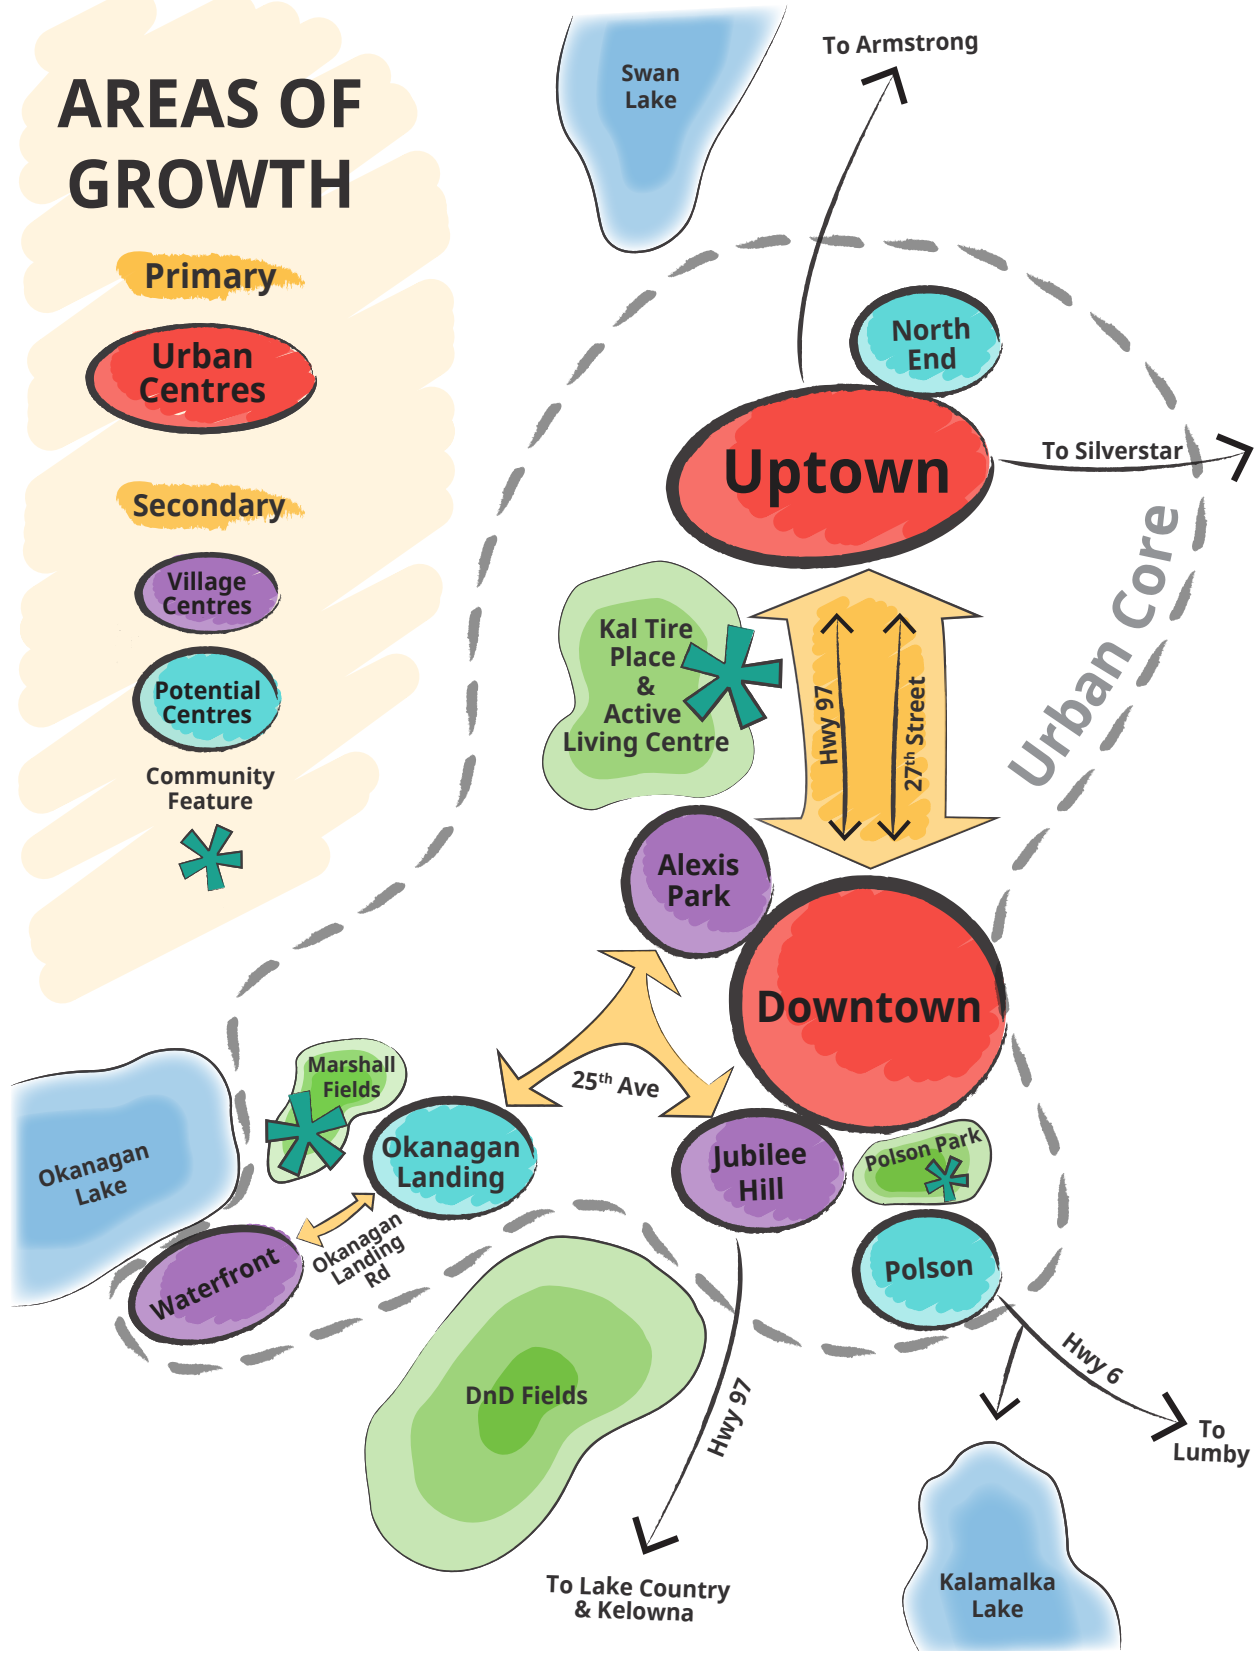 AREAS OF
GROWTH
Primary
Urban
Centres
Secondary
Village
Centres
Potential
Centres
Community
Feature
Swan
Lake
To Armstrong
North
End
Uptown
To Silverstar
Urban Core
Kal Tire
Place
&
Active
Living Centre
Hwy 97
27th Street
Alexis
Park
Downtown
25th Ave
Marshall
Fields
Okanagan
Landing
Okanagan
Lake
Waterfront
Okanagan
Landing
Rd
Jubilee
Hill
Polson Park
Polson
DnD Fields
Hwy 97
Hwy 6
To
Lumby
To Lake Country
& Kelowna
Kalamalka
Lake